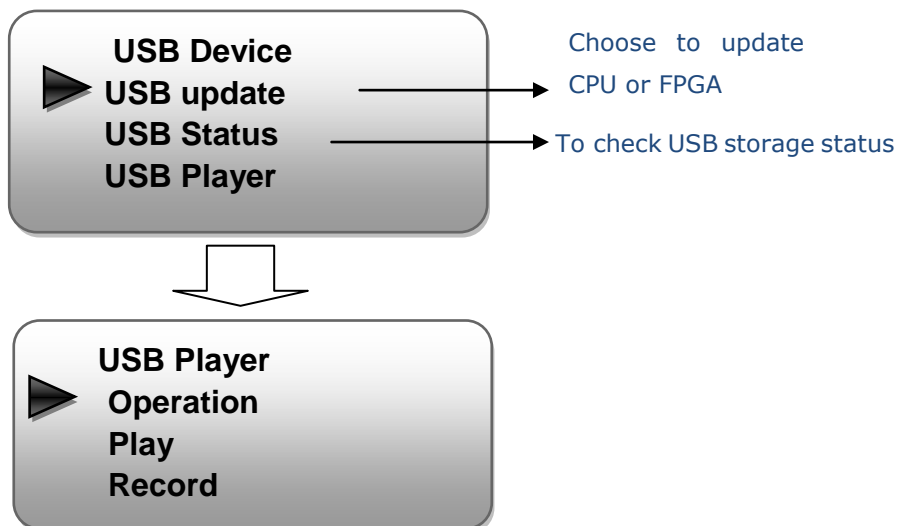 USB Device
USB update
USB Status
USB Player
Choose to update
CPU or FPGA
To check USB storage status
USB Player
Operation
Play
Record